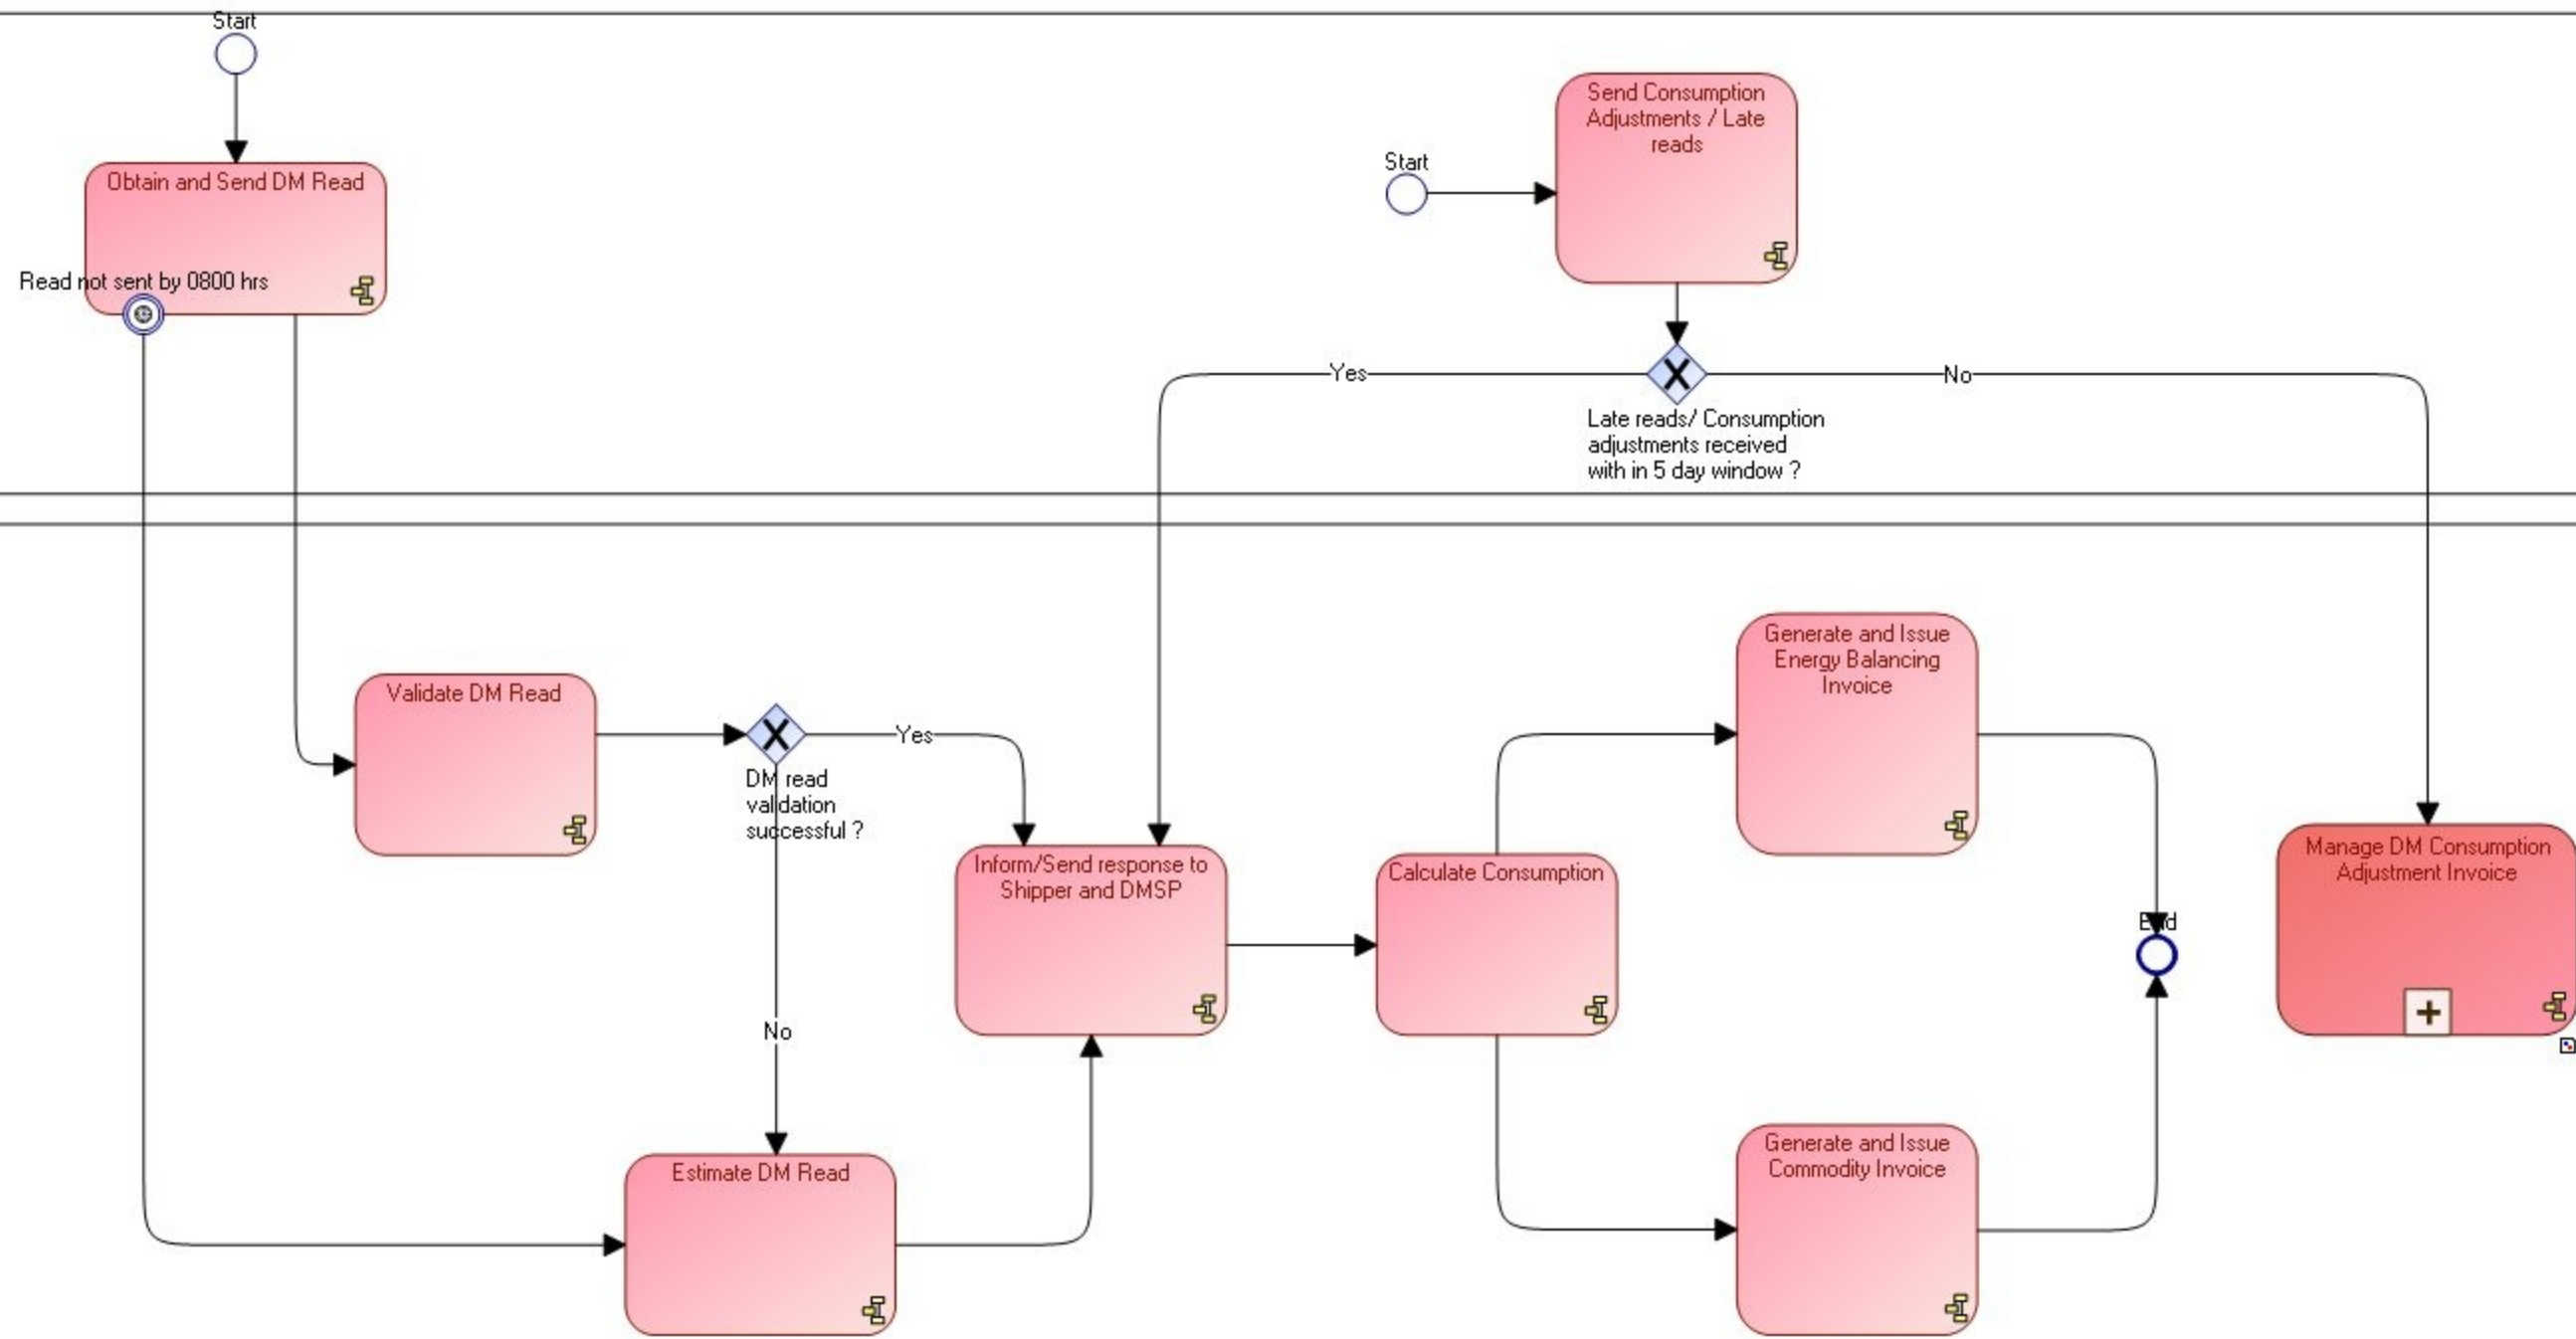 Start
Obtain and Send DM Read
Read not sent by 0800 hrs
Start
Send Consumption
Adjustments / Late
reads
Yes
No
Late reads/ Consumption
adjustments received
with in 5 day window ?
Validate DM Read
Yes
DM read
validation
successful ?
No
Estimate DM Read
Inform/Send response to
Shipper and DMSP
Calculate Consumption
Generate and Issue
Energy Balancing
Invoice
End
Generate and Issue
Commodity Invoice
Manage DM Consumption
Adjustment Invoice